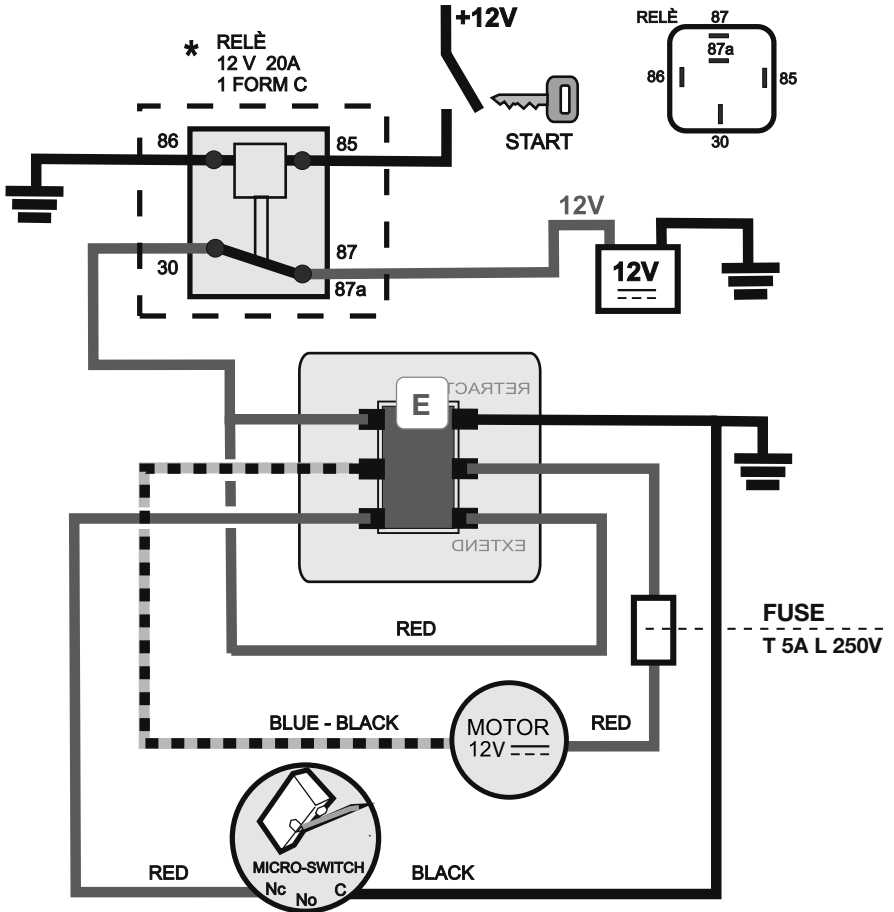 +12V
* RELÈ
12 V 20A
1 FORM C
START
RELÈ
87
87a
86
85
30
86
85
30
87
87a
12V
12V
RETRACT
E
EXTEND
RED
FUSE
T 5A L 250V
BLUE - BLACK
MOTOR
12V
RED
RED
MICRO-SWITCH
Nc
No
C
BLACK